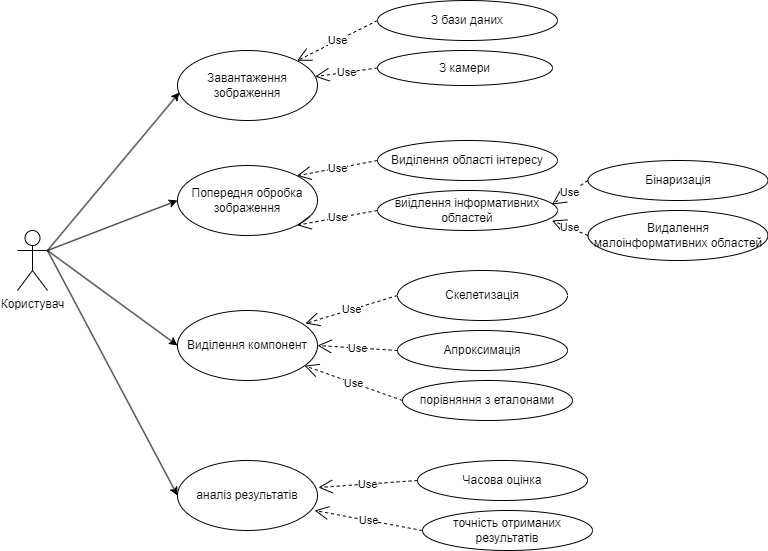 З бази даних
Use
Завантаження
зображення
Use
З камери
Виділення області інтересу
Use
Попередня обробка
зображення
Use
виідлення інформативних
областей
Use
Бінаризація
Use
Видалення
малоінформативних областей
Користувач
Скелетизація
Use
Виділення компонент
Use
Апроксимація
Use
порівняння з еталонами
аналіз результатів
Use
Часова оцінка
Use
точність отриманих
результатів